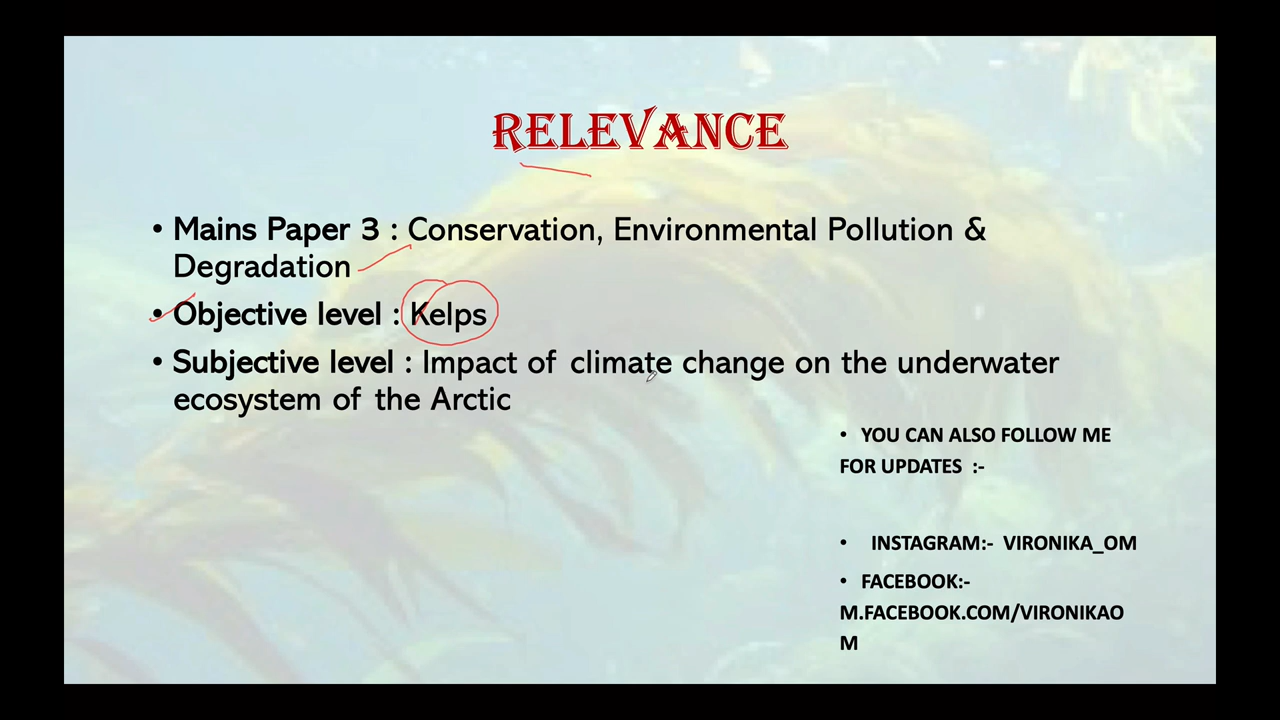 RELEVANCE
• Mains Paper 3 : Conservation, Environmental Pollution &
Degradation
• Objective level : Kelps
• Subjective level : Impact of climate change on the underwater
ecosystem of the Arctic
• YOU CAN ALSO FOLLOW ME
FOR UPDATES :-
• INSTAGRAM:- VIRONIKA_OM
• FACEBOOK:-
M.FACEBOOK.COM/VIRONIKAO
M